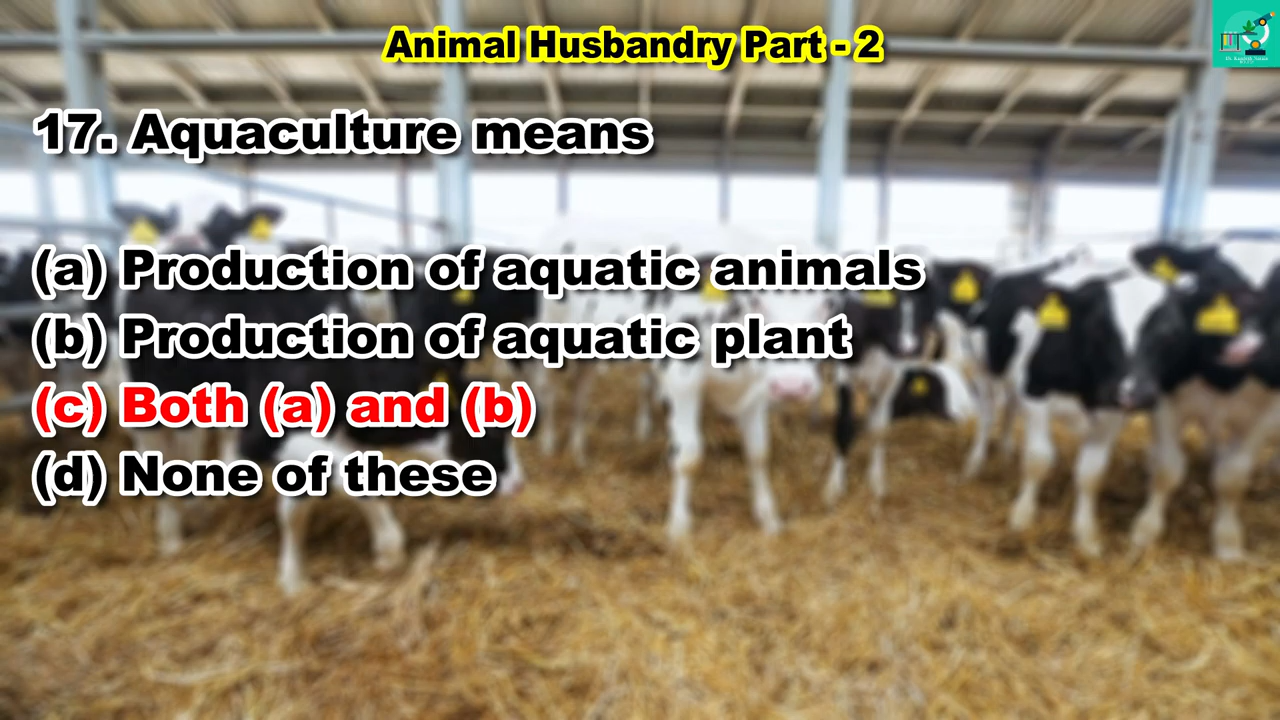 Animal Husbandry Part - 2
17. Aquaculture means
(a) Production of aquatic animals
(b) Production of aquatic plant
(c) Both (a) and (b)
(d) None of these